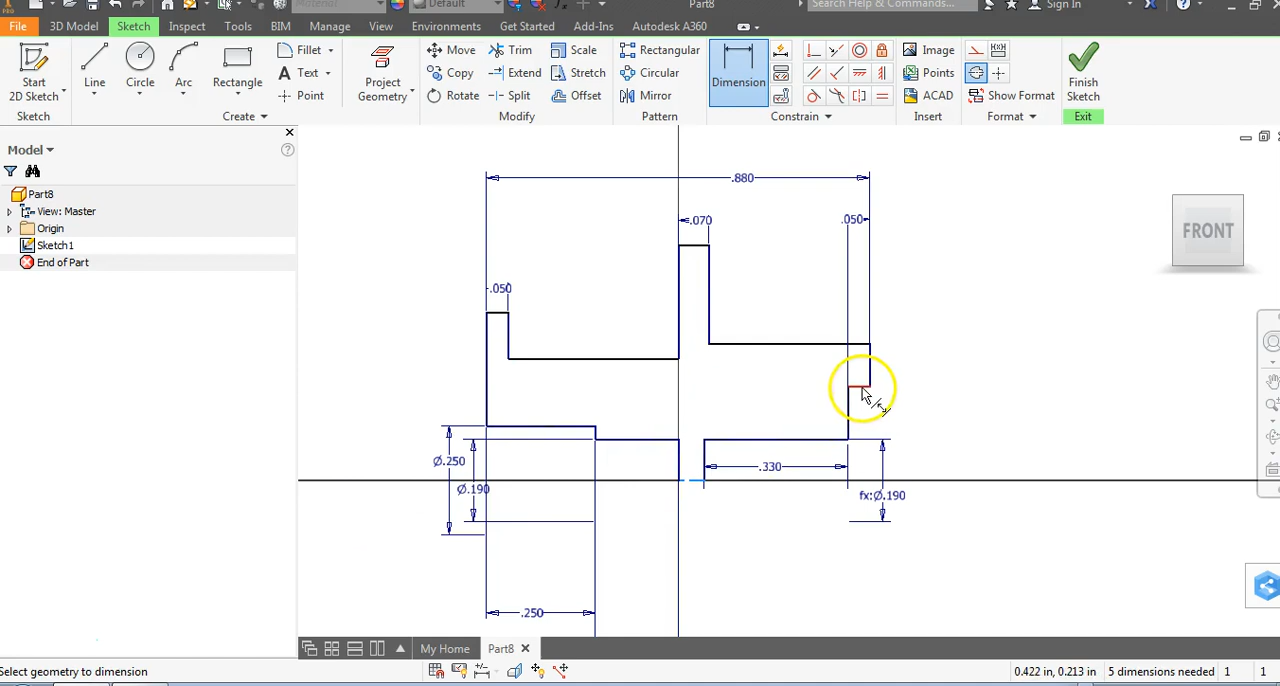 PRO
Material
Default
Part8
Search Help & Commands...
Sign In
File
3D Model
Sketch
Inspect
Tools
BIM
Manage
View
Environments
Get Started
Add-Ins
Autodesk A360
Start
2D Sketch
Line
Circle
Arc
Rectangle
Fillet
Text
Point
Project
Geometry
Move
Copy
Rotate
Trim
Extend
Split
Scale
Stretch
Offset
Rectangular
Circular
Mirror
Dimension
Image
Points
ACAD
Show Format
Finish
Sketch
Sketch
Create
Modify
Pattern
Constrain
Insert
Format
Exit
Model
Part8
View: Master
Origin
Sketch1
End of Part
FRONT
.880
.070
.050
.050
Ø.250
Ø.190
.330
fx:Ø.190
.250
My Home
Part8
Select geometry to dimension
0.422 in, 0.213 in
5 dimensions needed
1
1